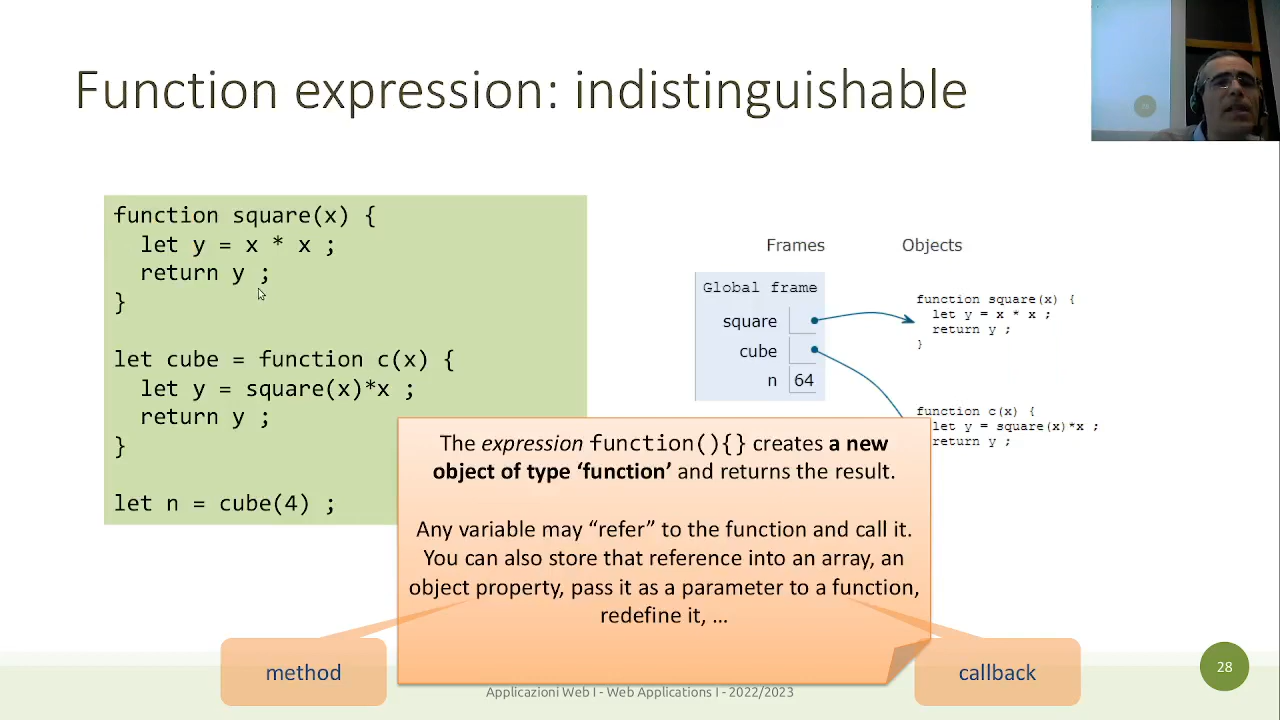 Function expression: indistinguishable
function square(x) {
let y = x * x ;
return y ;
}
let cube = function c(x) {
let y = square(x)*x ;
return y ;
}
let n = cube(4) ;
Frames
Objects
Global frame
square
cube
n 64
function square(x) {
let y = x * x ;
return y ;
}
function c(x) {
let y = square(x)*x ;
return y ;
The expression function(){} creates a new
object of type ‘function’ and returns the result.
Any variable may “refer” to the function and call it.
You can also store that reference into an array, an
object property, pass it as a parameter to a function,
redefine it, …
method
callback
Applicazioni Web I - Web Applications I - 2022/2023
28